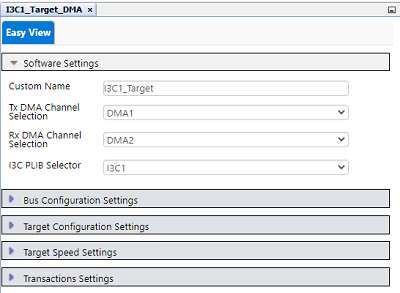 I3C1_Target_DMA ×
Easy View
Software Settings
Custom Name I3C1_Target
Tx DMA Channel
Selection DMA1
Rx DMA Channel
Selection DMA2
I3C PLIB Selector I3C1
Bus Configuration Settings
Target Configuration Settings
Target Speed Settings
Transactions Settings